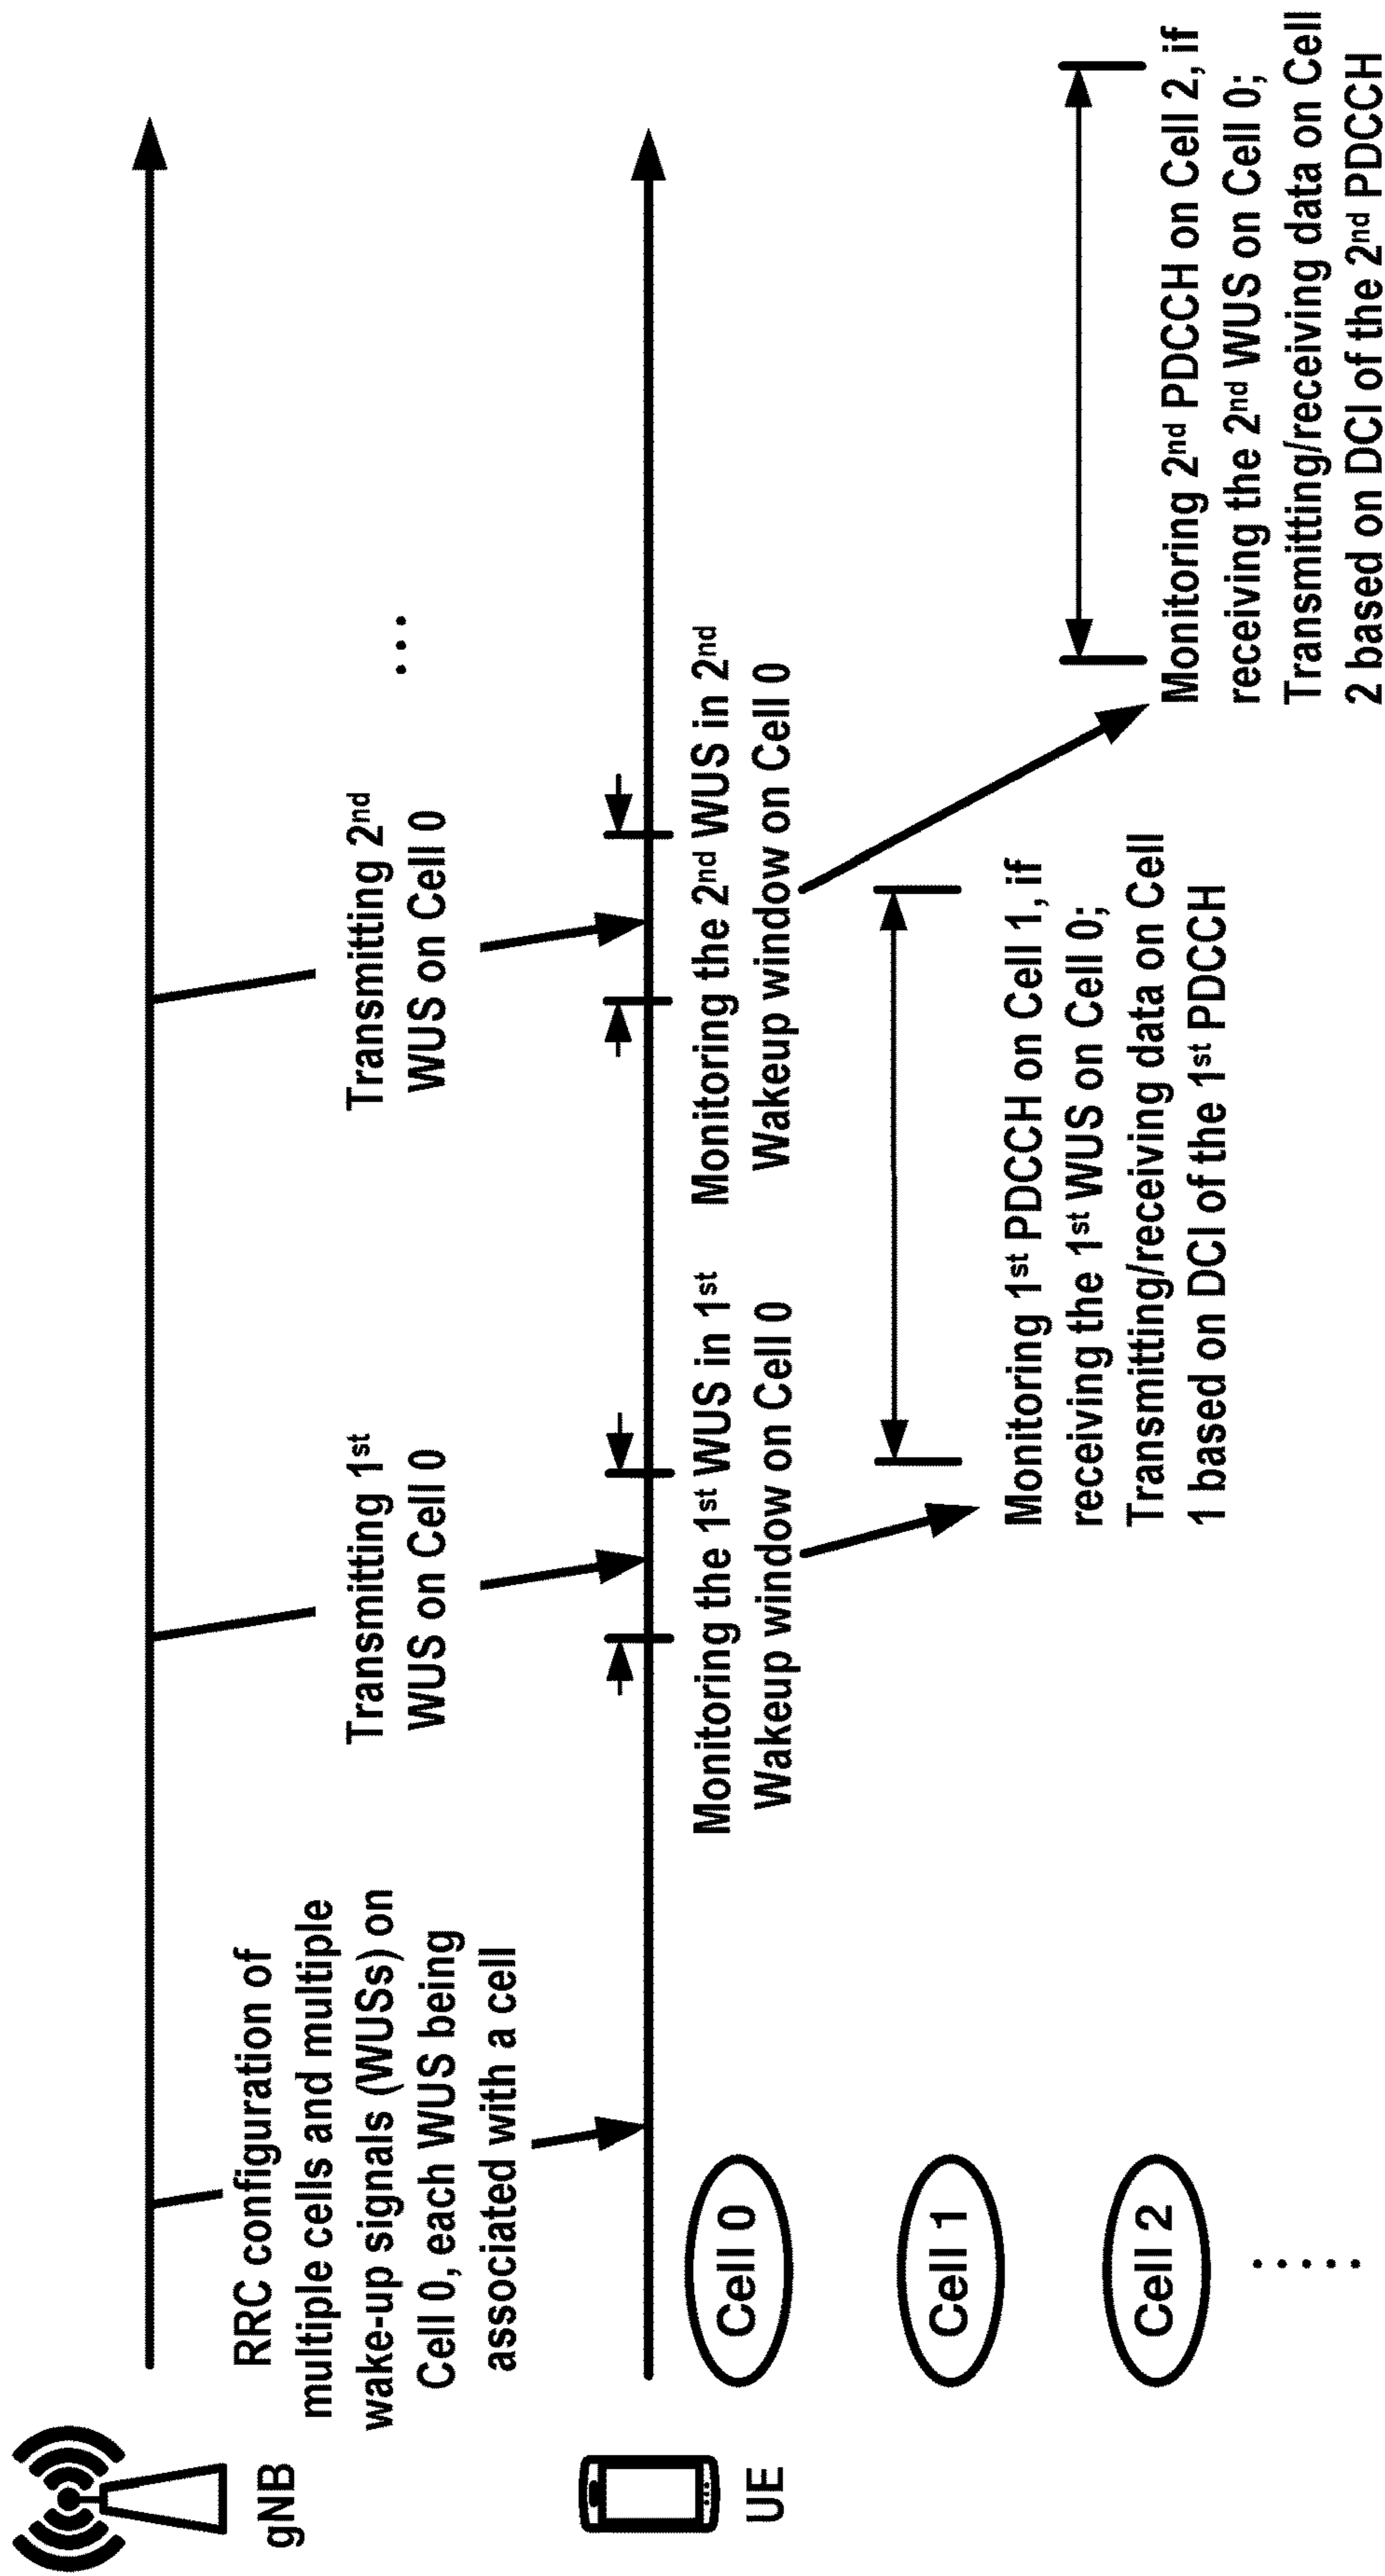 gNB
RRC configuration of
multiple cells and multiple
wake-up signals (WUSs) on
Cell 0, each WUS being
associated with a cell
Transmitting 1st
WUS on Cell 0
Transmitting 2nd
WUS on Cell 0
...
UE
Cell 0
Monitoring the 1st WUS in 1st
Wakeup window on Cell 0
Monitoring the 2nd WUS in 2nd
Wakeup window on Cell 0
Cell 1
Monitoring 1st PDCCH on Cell 1, if
receiving the 1st WUS on Cell 0;
Transmitting/receiving data on Cell
1 based on DCI of the 1st PDCCH
Cell 2
Monitoring 2nd PDCCH on Cell 2, if
receiving the 2nd WUS on Cell 0;
Transmitting/receiving data on Cell
2 based on DCI of the 2nd PDCCH
.....